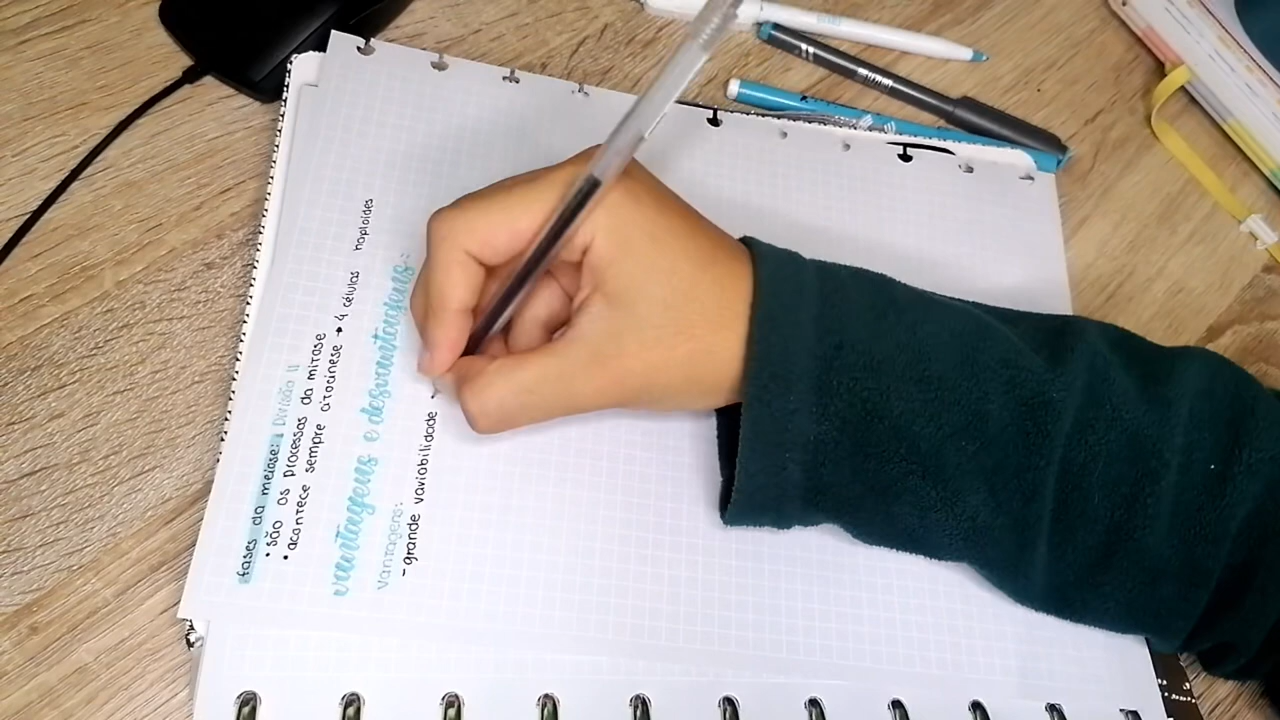 fases da meiose: Divisão II
• são os processos da mitose
• acontece sempre citocinese → 4 células haploides
vantagens e desvantagens:
vantagens:
- grande variabilidade